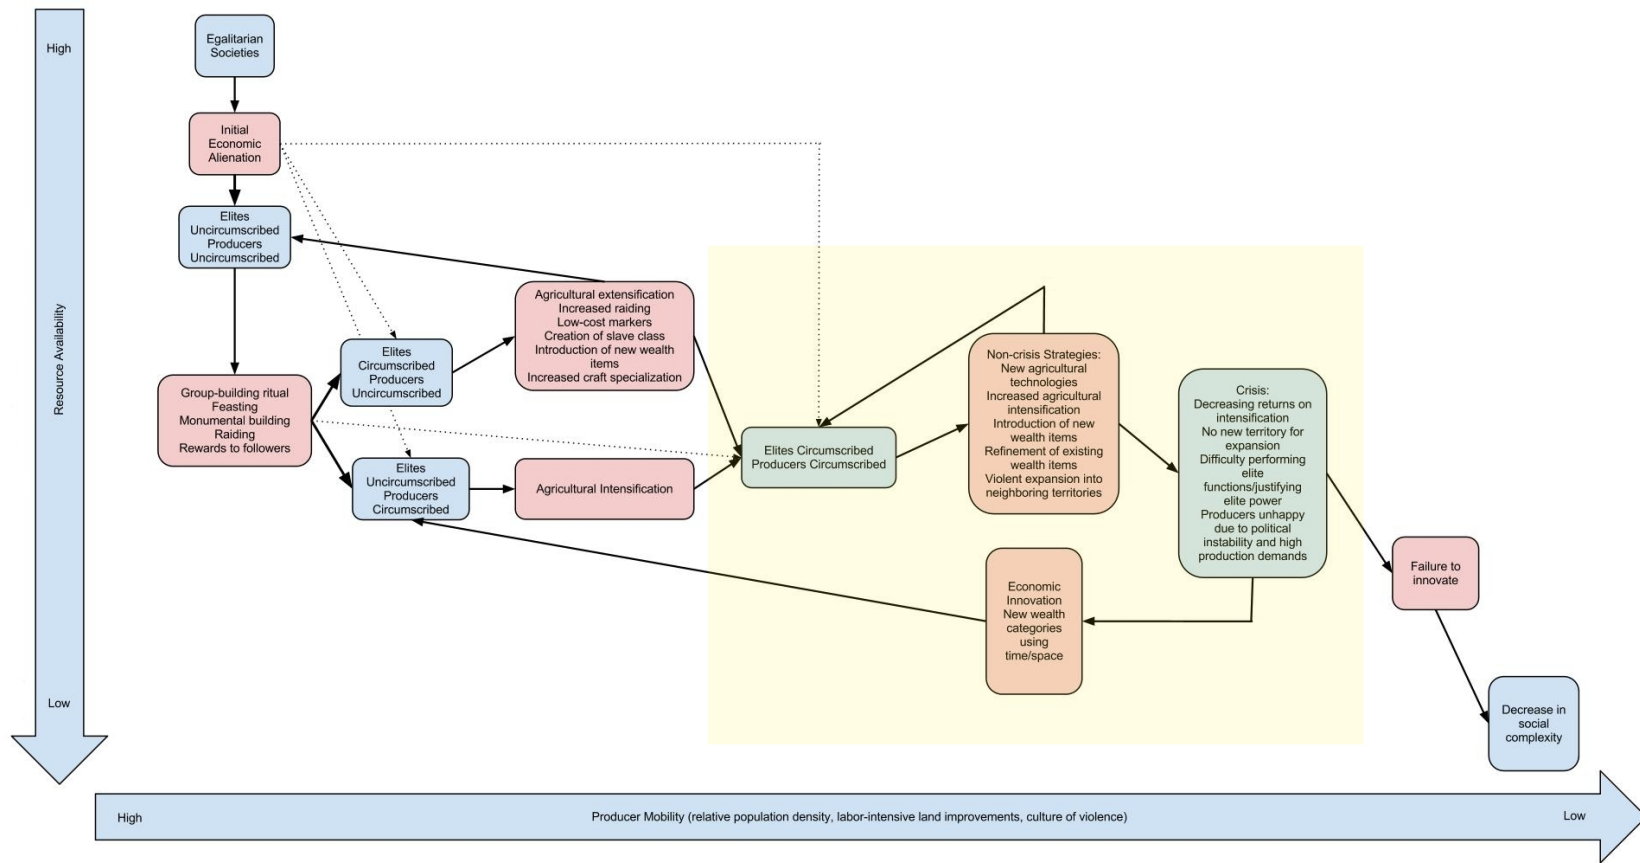 High
Resource Availability
Low
Egalitarian
Societies
Initial
Economic
Alienation
Elites
Uncircumscribed
Producers
Uncircumscribed
Group-building ritual
Feasting
Monumental building
Raiding
Rewards to followers
Elites
Circumscribed
Producers
Uncircumscribed
Elites
Uncircumscribed
Producers
Circumscribed
Agricultural extensification
Increased raiding
Low-cost markers
Creation of slave class
Introduction of new wealth
items
Increased craft specialization
Agricultural Intensification
Elites Circumscribed
Producers Circumscribed
Non-crisis Strategies:
New agricultural
technologies
Increased agricultural
intensification
Introduction of new
wealth items
Refinement of existing
wealth items
Violent expansion into
neighboring territories
Crisis:
Decreasing returns on
intensification
No new territory for
expansion
Difficulty performing
elite
functions/justifying
elite power
Producers unhappy
due to political
instability and high
production demands
Economic
Innovation
New wealth
categories
using
time/space
Failure to
innovate
Decrease in
social
complexity
High
Producer Mobility (relative population density, labor-intensive land improvements, culture of violence)
Low